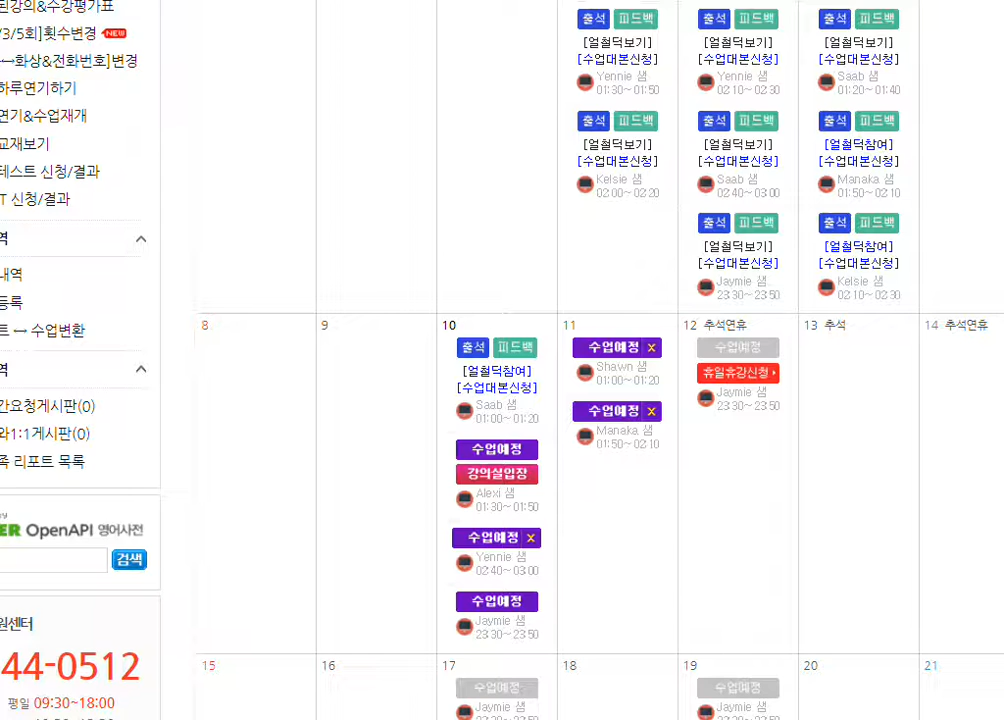 된강의&수강평가표
/3/5회]횟수변경 NEW
↔화상&전화번호]변경
하루연기하기
연기&수업재개
교재보기
테스트 신청/결과
T 신청/결과
역
내역
등록
트 ↔ 수업변환
역
간요청게시판(0)
와1:1게시판(0)
족 리포트 목록
ER OpenAPI 영어사전
검색
원센터
44-0512
평일 09:30~18:00
출석 피드백
[얼철덕보기]
[수업대본신청]
Yennie 샘
01:30~01:50
출석 피드백
[얼철덕보기]
[수업대본신청]
Kelsie 샘
02:00~02:20
출석 피드백
[얼철덕보기]
[수업대본신청]
Yennie 샘
02:10~02:30
출석 피드백
[얼철덕보기]
[수업대본신청]
Saab 샘
02:40~03:00
출석 피드백
[얼철덕보기]
[수업대본신청]
Jaymie 샘
23:30~23:50
출석 피드백
[얼철덕보기]
[수업대본신청]
Saab 샘
01:20~01:40
출석 피드백
[얼철덕참여]
[수업대본신청]
Manaka 샘
01:50~02:10
출석 피드백
[얼철덕참여]
[수업대본신청]
Kelsie 샘
02:10~02:30
8
9
10
출석 피드백
[얼철덕참여]
[수업대본신청]
Saab 샘
01:00~01:20
수업예정
강의실입장
Alexi 샘
01:30~01:50
수업예정 x
Yennie 샘
02:40~03:00
수업예정
Jaymie 샘
23:30~23:50
11
수업예정 x
Shawn 샘
01:00~01:20
수업예정 x
Manaka 샘
01:50~02:10
12 추석연휴
수업예정
휴일휴강신청
Jaymie 샘
23:30~23:50
13 추석
14 추석연휴
15
16
17
수업예정
Jaymie 샘
18
19
수업예정
Jaymie 샘
20
21